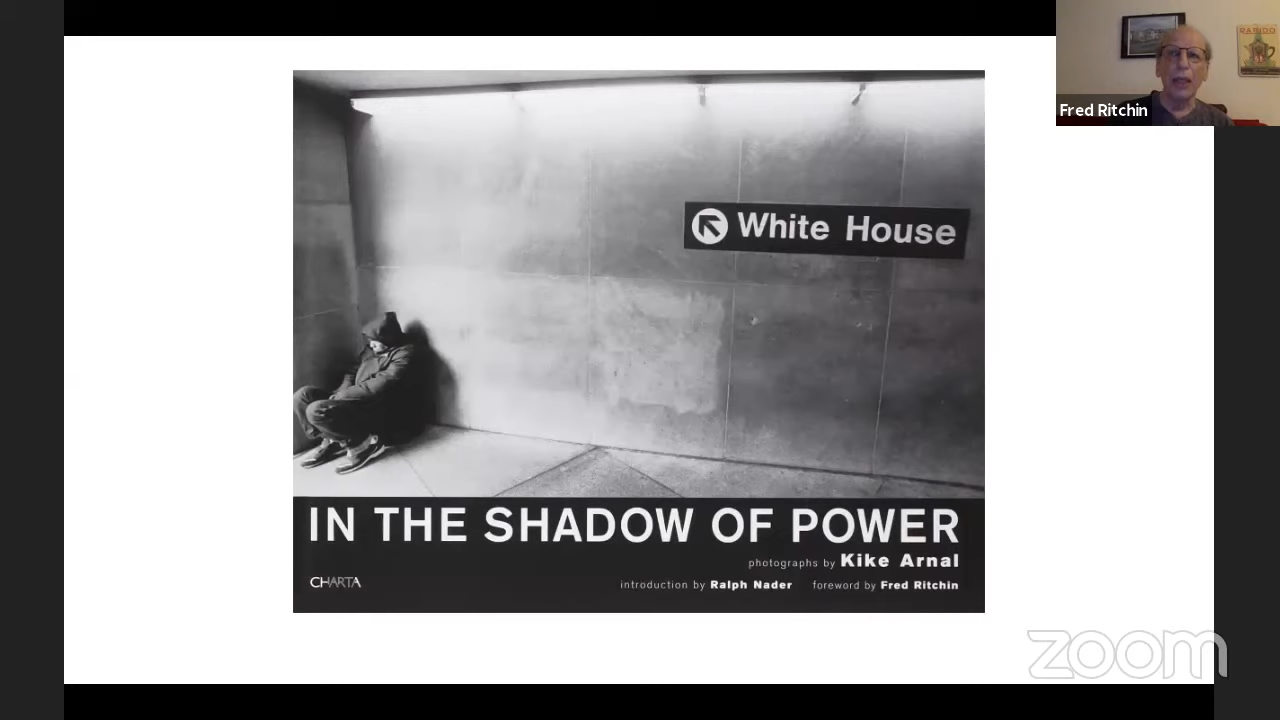 RAPIDO
Fred Ritchin
White House
IN THE SHADOW OF POWER
photographs by Kike Arnal
CHARTA
introduction by Ralph Nader foreword by Fred Ritchin
zoom